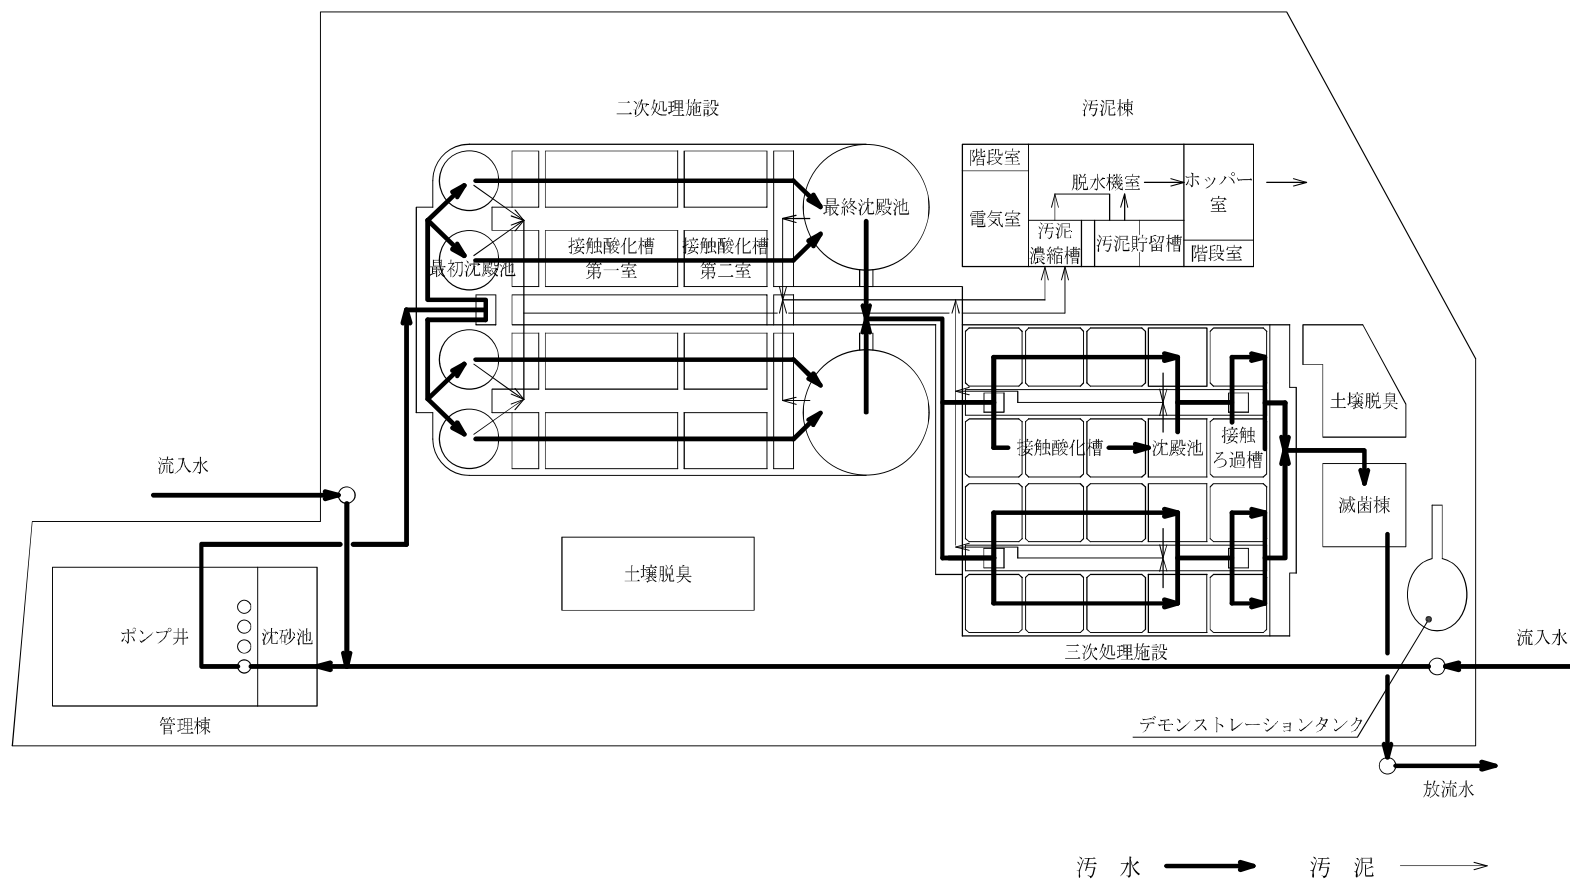 二次処理施設
汚泥棟
階段室
脱水機室
ホッパー
室
最終沈殿池
電気室
汚泥
濃縮槽
汚泥貯留槽
階段室
接触酸化槽
第一室
接触酸化槽
第二室
最初沈殿池
土壌脱臭
接触酸化槽
沈殿池
接触
ろ過槽
流入水
滅菌棟
土壌脱臭
ポンプ井
沈砂池
流入水
三次処理施設
管理棟
デモンストレーションタンク
放流水
汚 水
汚 泥